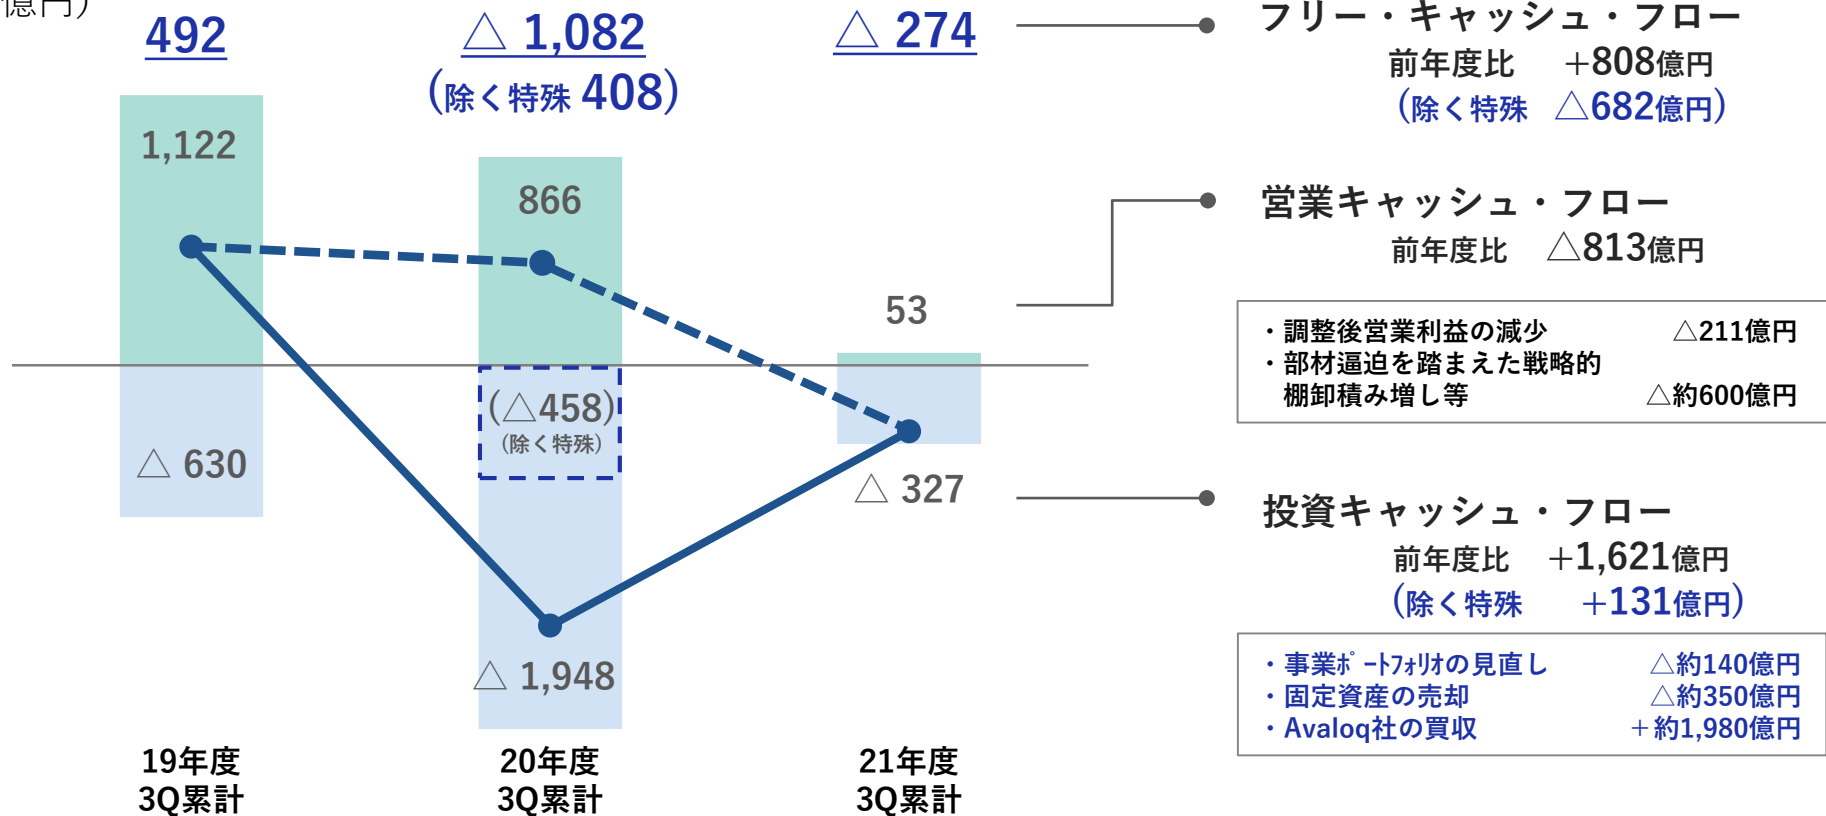 億円）
492
△ 1,082
（除く特殊 408）
△ 274
1,122
866
53
（△458）
（除く特殊）
△ 630
△ 327
△ 1,948
19年度
3Q累計
20年度
3Q累計
21年度
3Q累計
フリー・キャッシュ・フロー
前年度比 ＋808億円
（除く特殊 △682億円）
営業キャッシュ・フロー
前年度比 △813億円
・調整後営業利益の減少 △211億円
・部材逼迫を踏まえた戦略的
棚卸積み増し等 △約600億円
投資キャッシュ・フロー
前年度比 ＋1,621億円
（除く特殊 ＋131億円）
・事業ﾎﾟｰﾄﾌｫﾘｵの見直し △約140億円
・固定資産の売却 △約350億円
・Avaloq社の買収 ＋約1,980億円